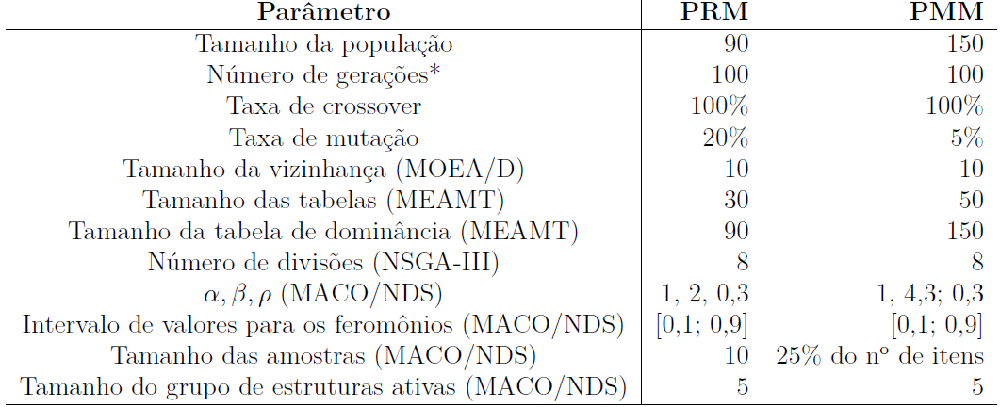 Parâmetro PRM PMM
Tamanho da população 90 150
Número de gerações* 100 100
Taxa de crossover 100% 100%
Taxa de mutação 20% 5%
Tamanho da vizinhança (MOEA/D) 10 10
Tamanho das tabelas (MEAMT) 30 50
Tamanho da tabela de dominância (MEAMT) 90 150
Número de divisões (NSGA-III) 8 8
α, β, ρ (MACO/NDS) 1, 2, 0,3 1, 4,3; 0,3
Intervalo de valores para os feromônios (MACO/NDS) [0,1; 0,9] [0,1; 0,9]
Tamanho das amostras (MACO/NDS) 10 25% do nº de itens
Tamanho do grupo de estruturas ativas (MACO/NDS) 5 5